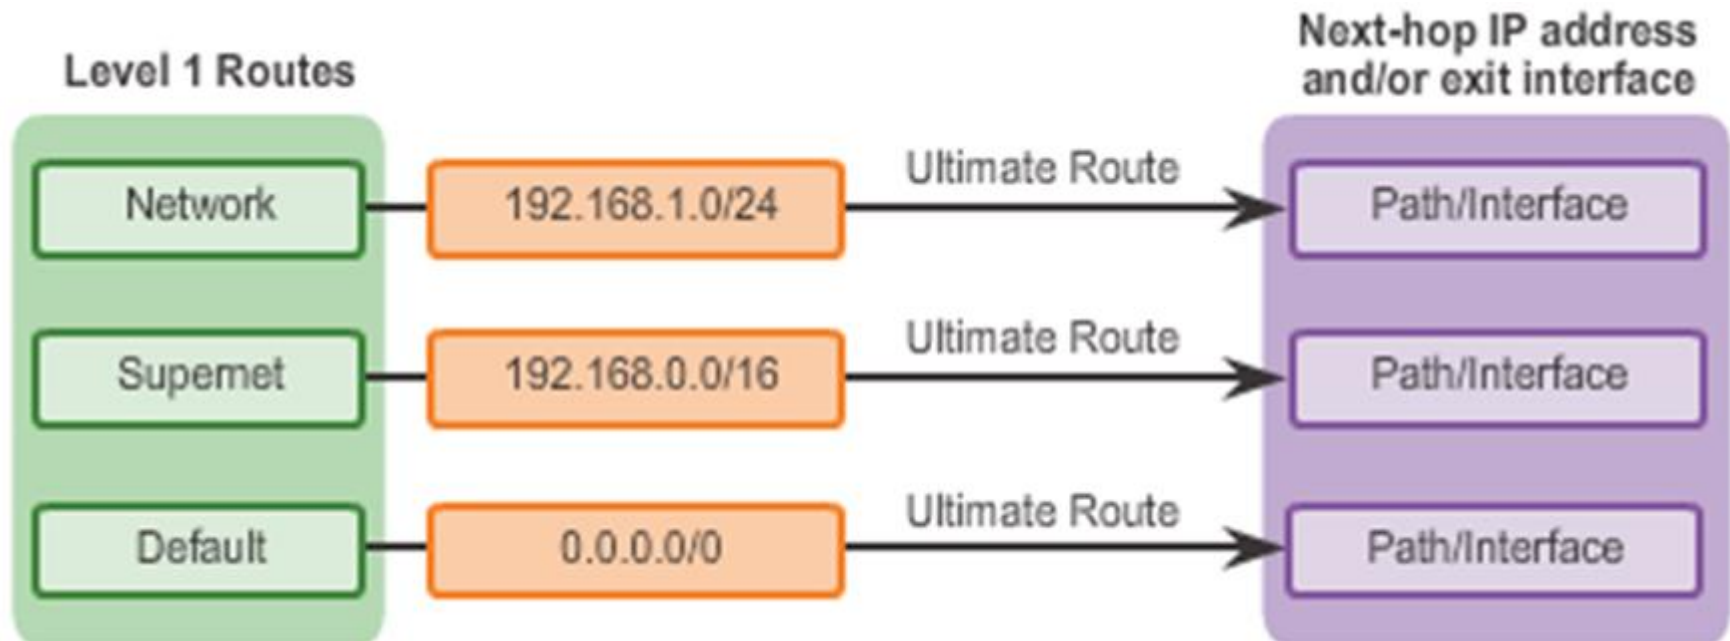 Level 1 Routes
Next-hop IP address
and/or exit interface
Network
192.168.1.0/24
Ultimate Route
Path/Interface
Supernet
192.168.0.0/16
Ultimate Route
Path/Interface
Default
0.0.0.0/0
Ultimate Route
Path/Interface